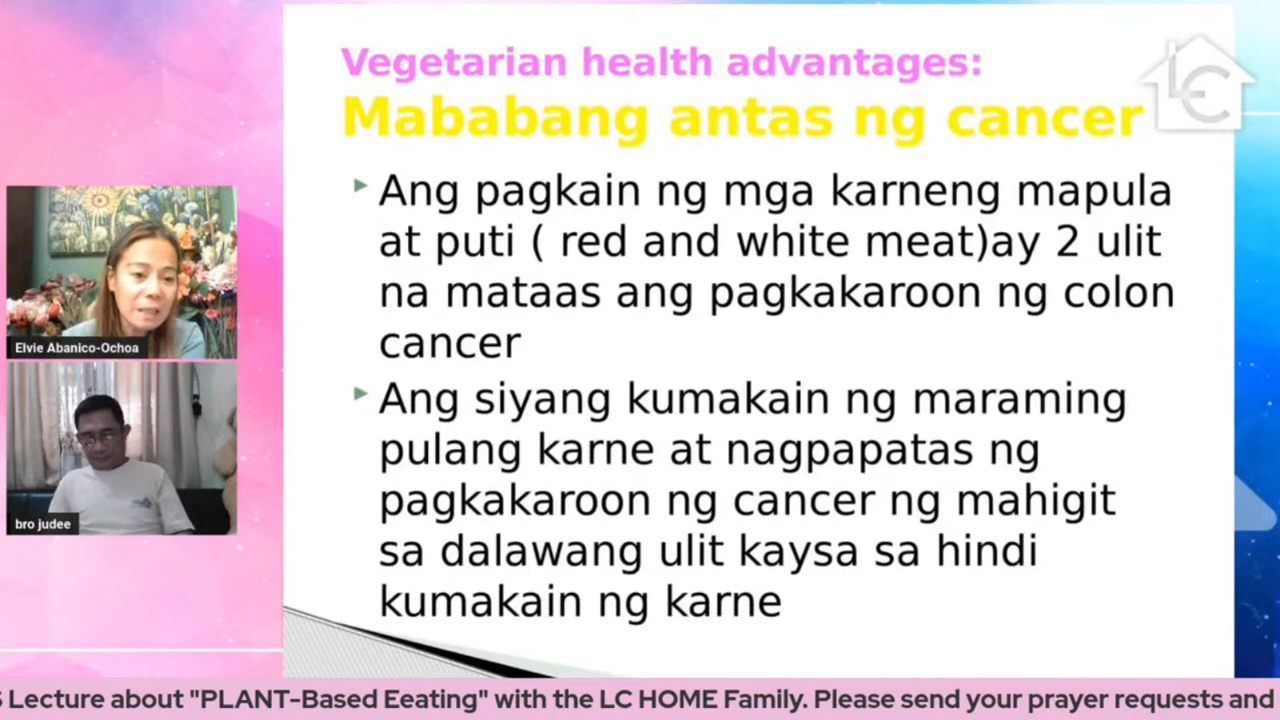 Vegetarian health advantages:
Mababang antas ng cancer
LC
Ang pagkain ng mga karneng mapula
at puti ( red and white meat)ay 2 ulit
na mataas ang pagkakaroon ng colon
cancer
Ang siyang kumakain ng maraming
pulang karne at nagpapatas ng
pagkakaroon ng cancer ng mahigit
sa dalawang ulit kaysa sa hindi
kumakain ng karne
Elvie Abanico-Ochoa
bro judee
Lecture about "PLANT-Based Eeating" with the LC HOME Family. Please send your prayer requests and